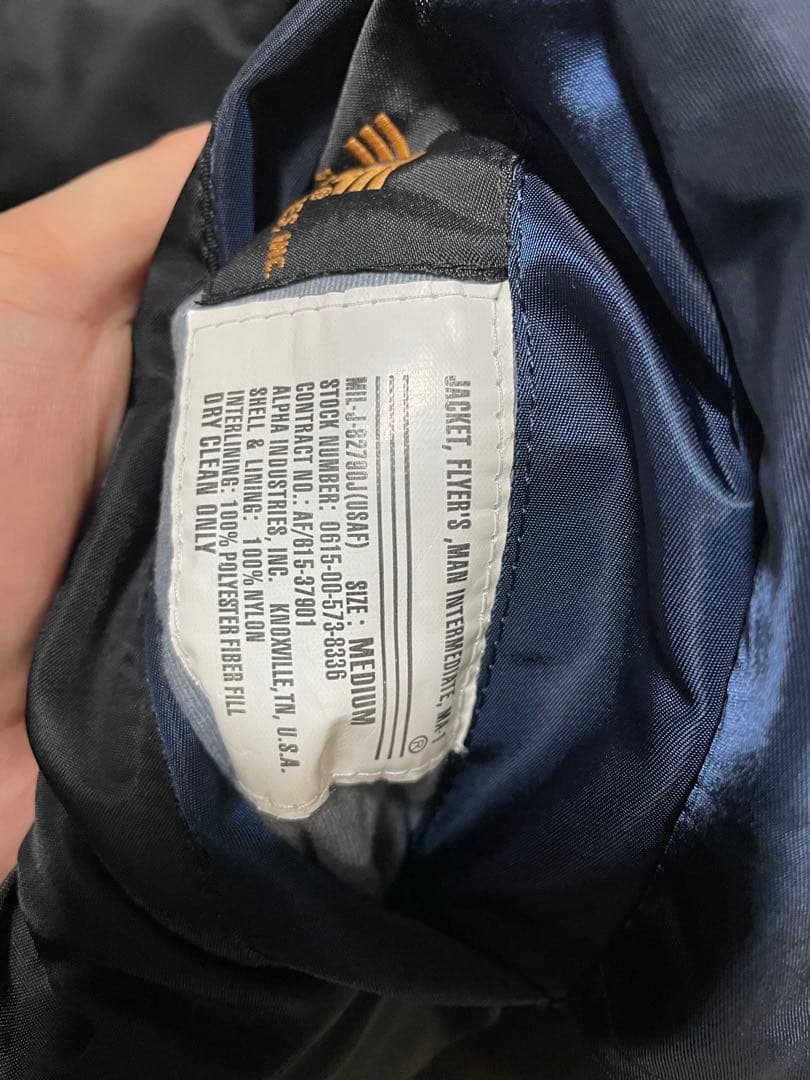 INC.
JACKET, FLYER'S ,MAN INTERMEDIATE, MA-1
®
MIL-J-82790J(USAF) SIZE: MEDIUM
STOCK NUMBER: 0615-00-573-8336
CONTRACT NO.: AF/815-37901
ALPHA INDUSTRIES, INC. KNOXVILLE,TN, U.S.A.
SHELL & LINING: 100% NYLON
INTERLINING: 100% POLYESTER FIBER FILL
DRY CLEAN ONLY